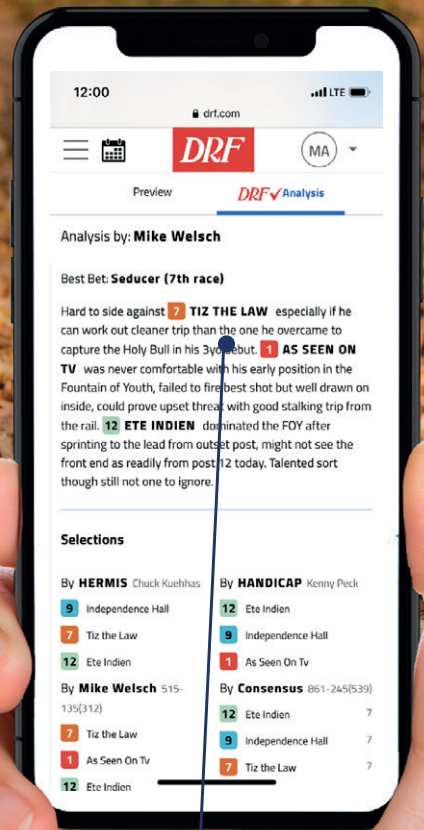 12:00
LTE
drf.com
DRF
MA
Preview
DRF Analysis
Analysis by: Mike Welsch
Best Bet: Seducer (7th race)
Hard to side against 7 TIZ THE LAW especially if he
can work out cleaner trip than the one he overcame to
capture the Holy Bull in his 3yo debut. 1 AS SEEN ON
TV was never comfortable with his early position in the
Fountain of Youth, failed to fire best shot but well drawn on
inside, could prove upset threat with good stalking trip from
the rail. 12 ETE INDIEN dominated the FOY after
sprinting to the lead from outset post, might not see the
front end as readily from post 12 today. Talented sort
though still not one to ignore.
Selections
By HERMIS Chuck Kuehhas
9 Independence Hall
7 Tiz the Law
12 Ete Indien
By HANDICAP Kenny Peck
12 Ete Indien
9 Independence Hall
1 As Seen On Tv
By Mike Welsch 515-
135(312)
7 Tiz the Law
1 As Seen On Tv
12 Ete Indien
By Consensus 861-245(539)
12 Ete Indien 7
9 Independence Hall 7
7 Tiz the Law 7